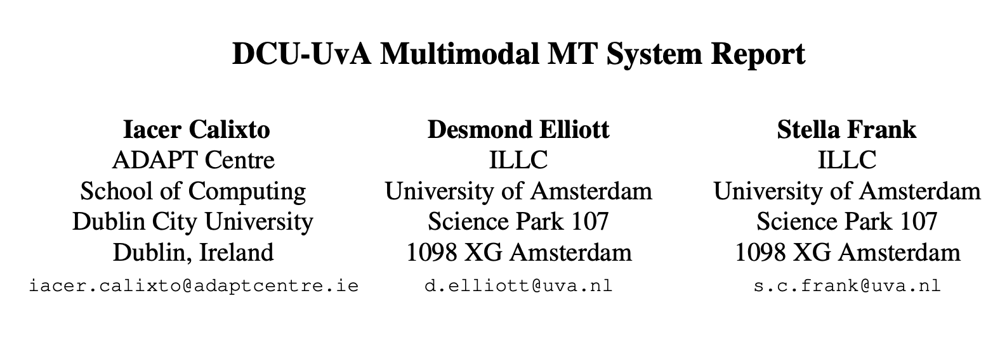 DCU-UvA Multimodal MT System Report
Iacer Calixto
ADAPT Centre
School of Computing
Dublin City University
Dublin, Ireland
iacer.calixto@adaptcentre.ie
Desmond Elliott
ILLC
University of Amsterdam
Science Park 107
1098 XG Amsterdam
d.elliott@uva.nl
Stella Frank
ILLC
University of Amsterdam
Science Park 107
1098 XG Amsterdam
s.c.frank@uva.nl